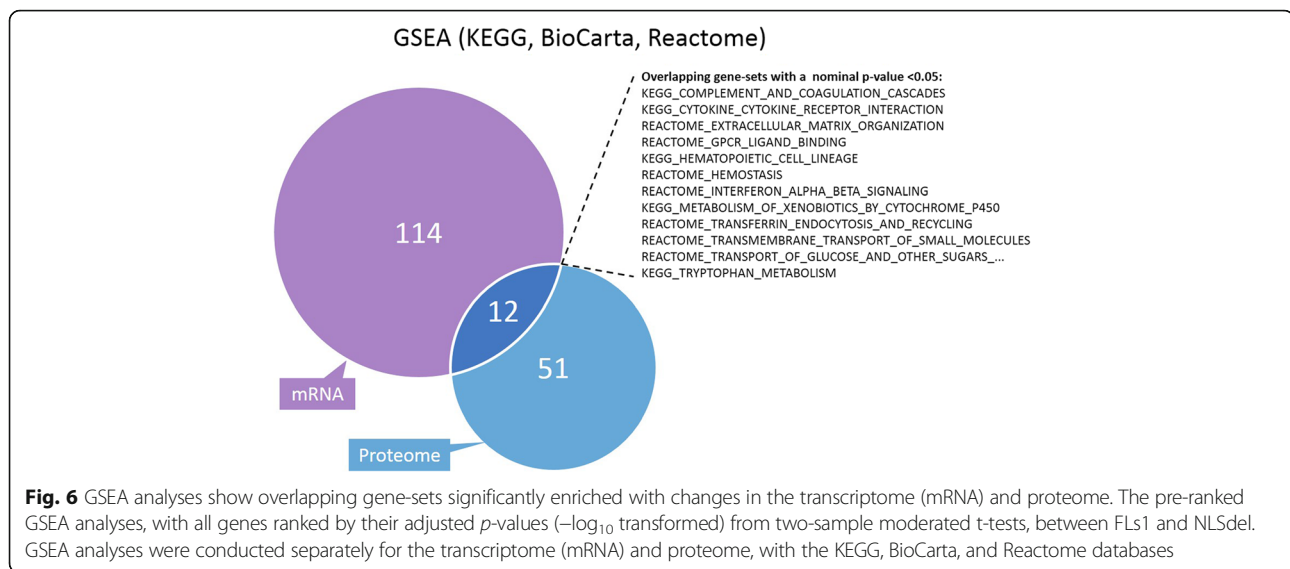 GSEA (KEGG, BioCarta, Reactome)
Overlapping gene-sets with a nominal p-value <0.05:
KEGG_COMPLEMENT_AND_COAGULATION_CASCADES
KEGG_CYTOKINE_CYTOKINE_RECEPTOR_INTERACTION
REACTOME_EXTRACELLULAR_MATRIX_ORGANIZATION
REACTOME_GPCR_LIGAND_BINDING
KEGG_HEMATOPOIETIC_CELL_LINEAGE
REACTOME_HEMOSTASIS
REACTOME_INTERFERON_ALPHA_BETA_SIGNALING
KEGG_METABOLISM_OF_XENOBIOTICS_BY_CYTOCHROME_P450
REACTOME_TRANSFERRIN_ENDOCYTOSIS_AND_RECYCLING
REACTOME_TRANSMEMBRANE_TRANSPORT_OF_SMALL_MOLECULES
REACTOME_TRANSPORT_OF_GLUCOSE_AND_OTHER_SUGARS_...
KEGG_TRYPTOPHAN_METABOLISM
114
12
51
mRNA
Proteome
Fig. 6 GSEA analyses show overlapping gene-sets significantly enriched with changes in the transcriptome (mRNA) and proteome. The pre-ranked
GSEA analyses, with all genes ranked by their adjusted p-values (−log10 transformed) from two-sample moderated t-tests, between FLs1 and NLSdel.
GSEA analyses were conducted separately for the transcriptome (mRNA) and proteome, with the KEGG, BioCarta, and Reactome databases